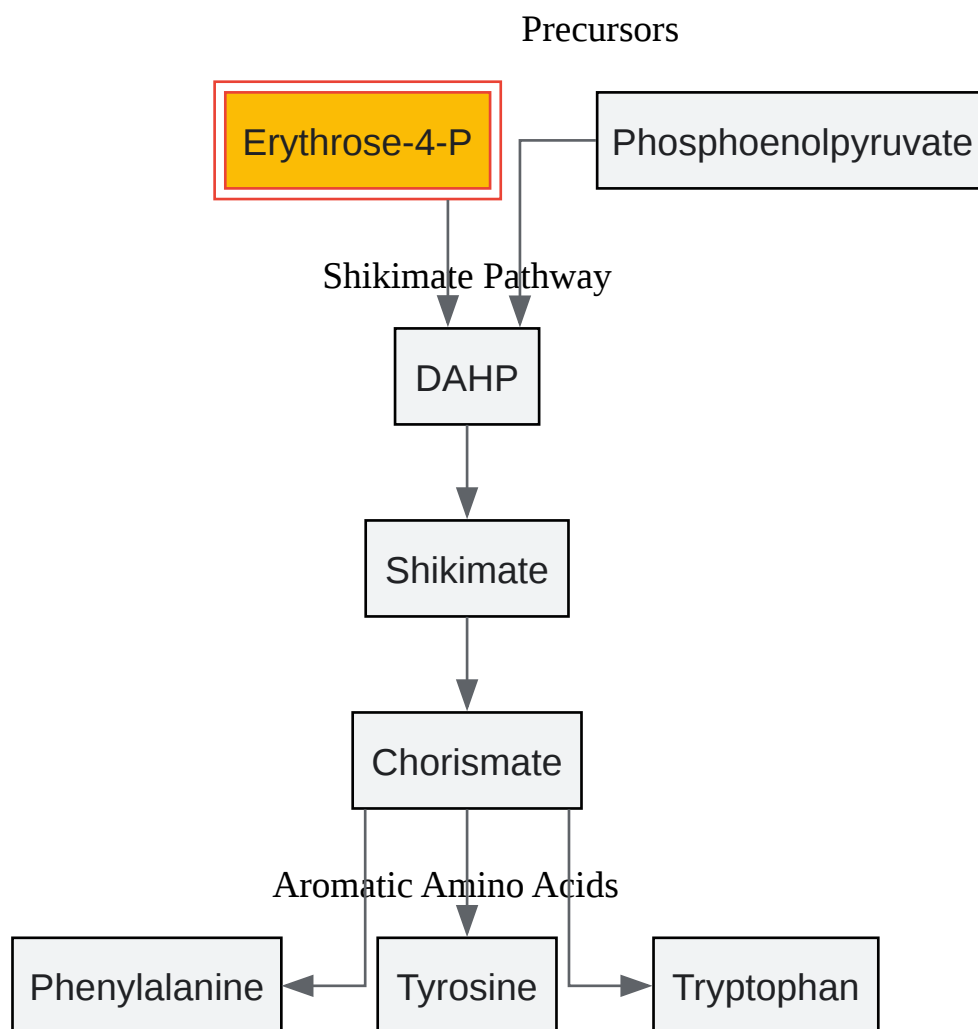 Precursors
Erythrose-4-P
Phosphoenolpyruvate
Shikimate Pathway
DAHP
Shikimate
Chorismate
Aromatic Amino Acids
Phenylalanine
Tyrosine
Tryptophan